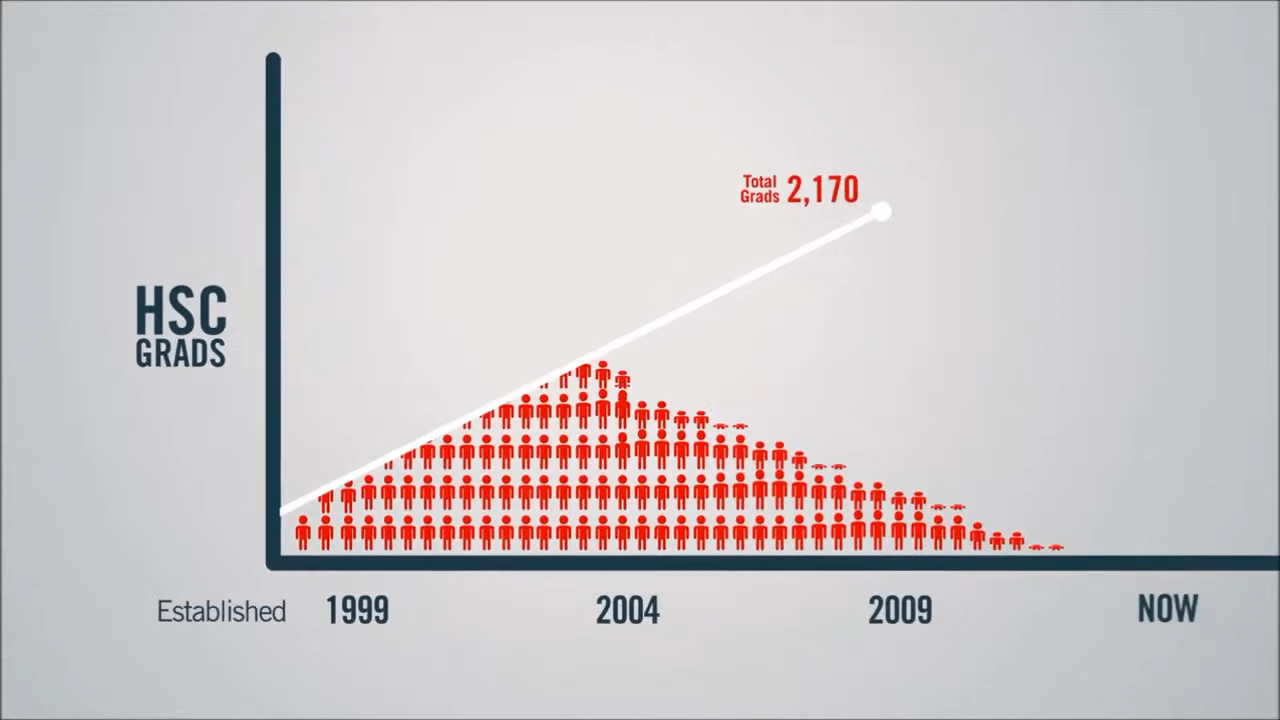 Total
Grads 2,170
HSC
GRADS
Established 1999 2004 2009 NOW